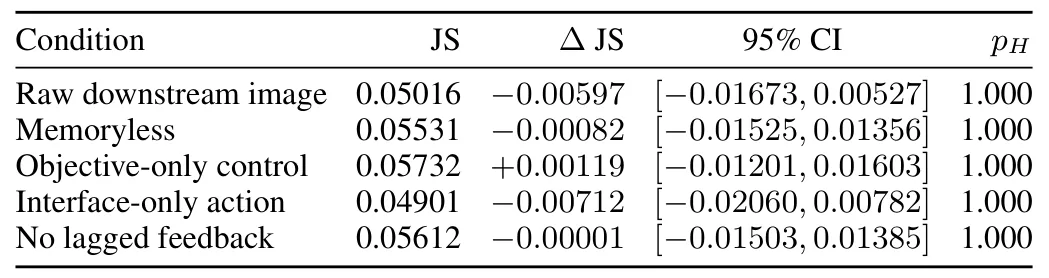 Condition JS Δ JS 95% CI p_H
Raw downstream image 0.05016 −0.00597 [−0.01673, 0.00527] 1.000
Memoryless 0.05531 −0.00082 [−0.01525, 0.01356] 1.000
Objective-only control 0.05732 +0.00119 [−0.01201, 0.01603] 1.000
Interface-only action 0.04901 −0.00712 [−0.02060, 0.00782] 1.000
No lagged feedback 0.05612 −0.00001 [−0.01503, 0.01385] 1.000